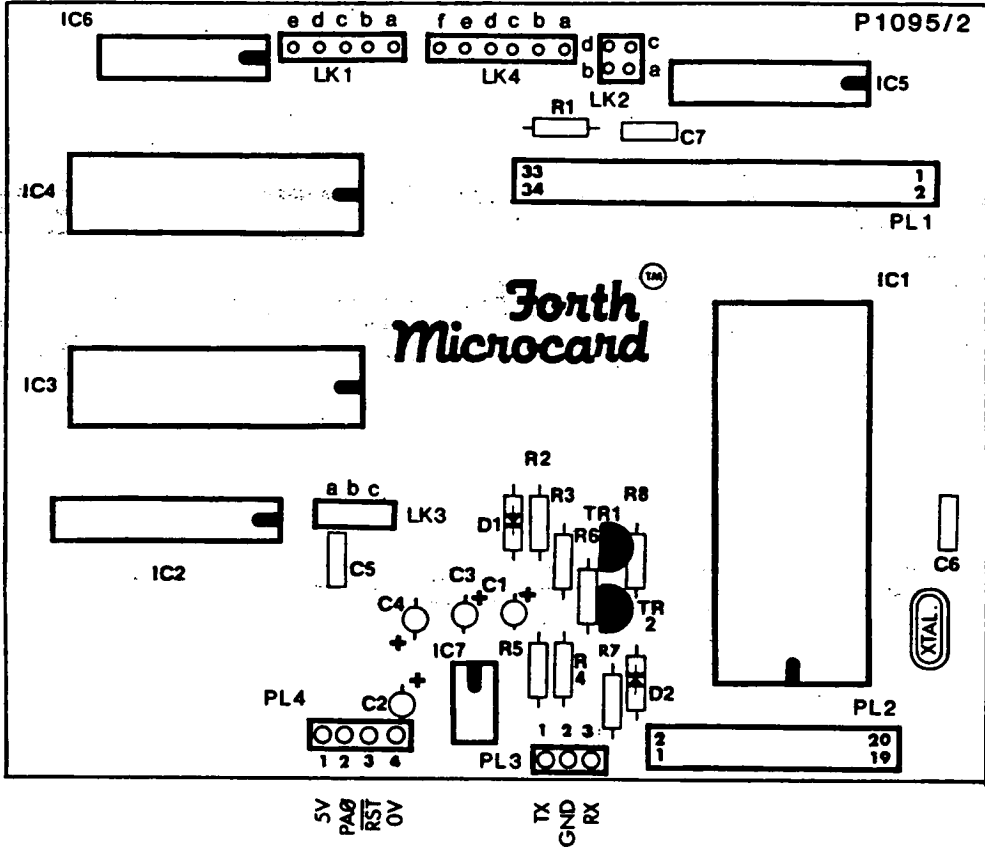 IC6
e d c b a
f e d c b a
P1095/2
d c
b a
LK1
LK4
LK2
IC5
R1
C7
IC4
33 1
34 2
PL1
IC1
Forth TM
Microcard
IC3
R2
a b c
LK3
R3
TR1
R8
D1
R6
IC2
C5
C6
C3
C1
+
+
C4
TR
2
+
XTAL.
IC7
R5
R
4
R7
PL4
C2
+
D2
PL2
1 2 3
2 20
1 19
PL3
1 2 3 4
5V
PAØ
R̅S̅T̅
0V
TX
GND
RX